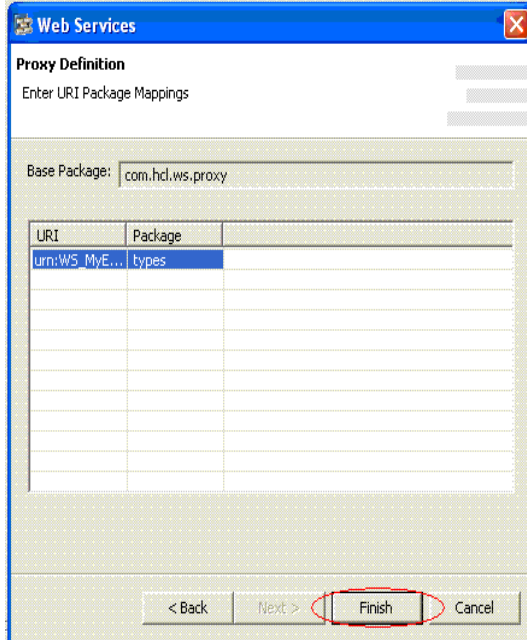 Web Services
Proxy Definition
Enter URI Package Mappings
Base Package: com.hcl.ws.proxy
URI Package
urn:WS_MyE... types
< Back Next > Finish Cancel